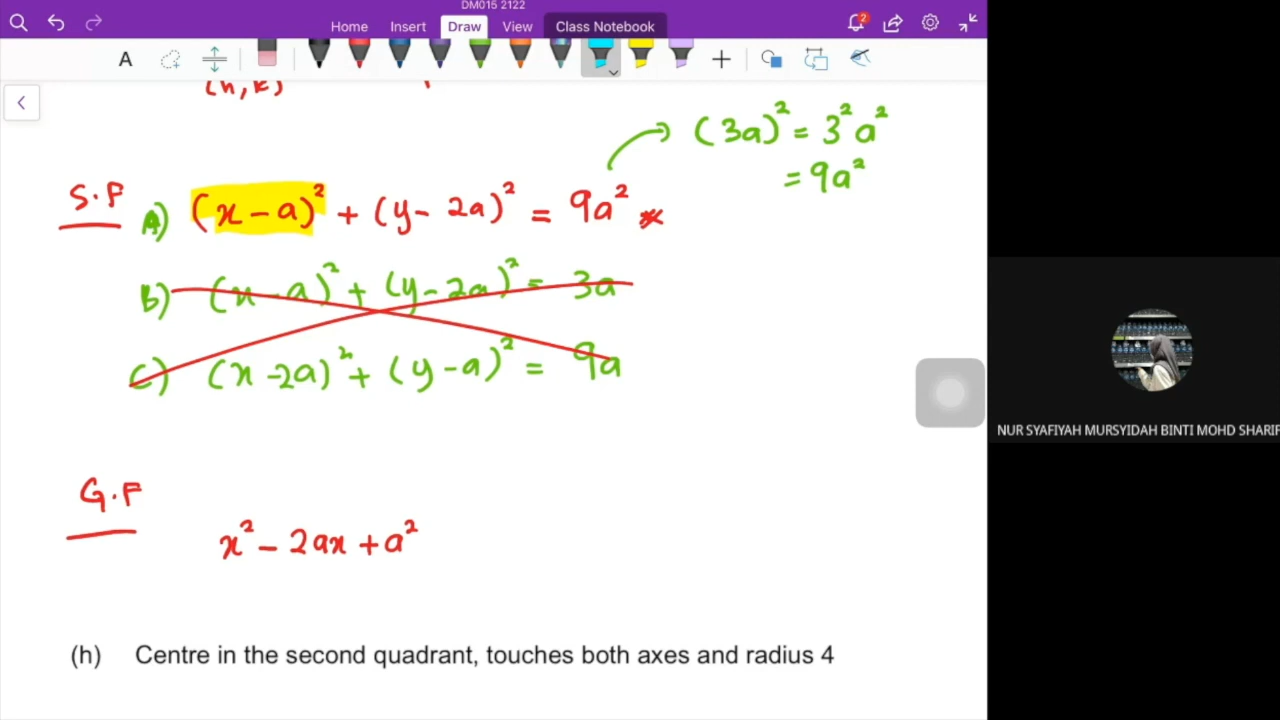 DM015 2122
Home Insert Draw View Class Notebook
2
A
(h, k)
(3a)² = 3²a²
= 9a²
S.F
A) (x - a)² + (y - 2a)² = 9a²
B) (x - a)² + (y - 2a)² = 3a
C) (x - 2a)² + (y - a)² = 9a
G.F
x² - 2ax + a²
(h) Centre in the second quadrant, touches both axes and radius 4
NUR SYAFIYAH MURSYIDAH BINTI MOHD SHARIF